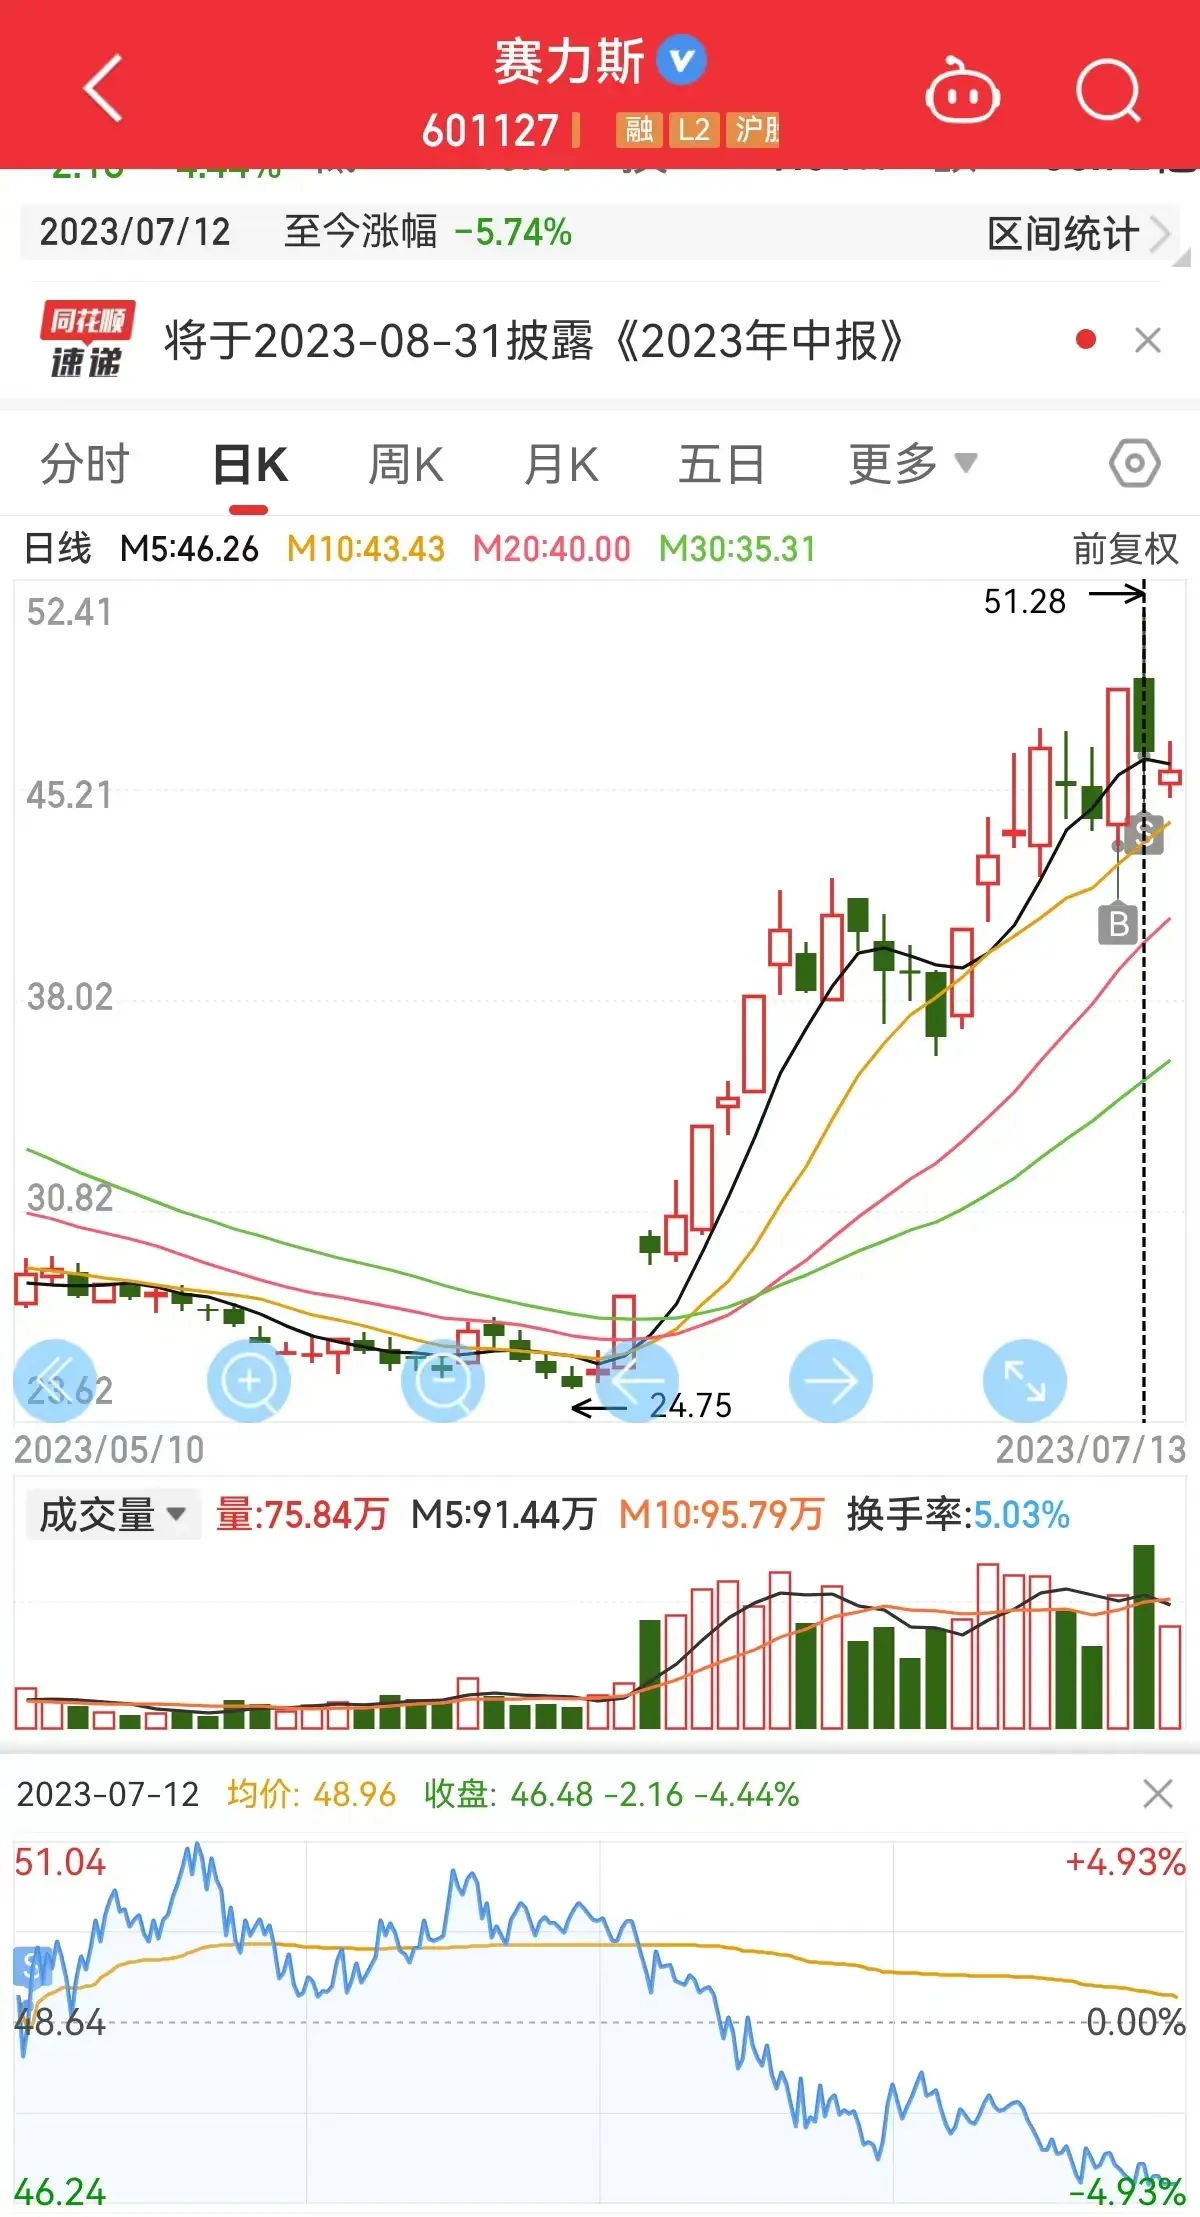 赛力斯
601127 融 L2 沪股
2.16 4.44%
2023/07/12 至今涨幅 -5.74% 区间统计
同花顺
速递
将于2023-08-31披露《2023年中报》
分时 日K 周K 月K 五日 更多
日线 M5:46.26 M10:43.43 M20:40.00 M30:35.31 前复权
52.41
51.28
45.21
S
B
38.02
30.82
23.62
24.75
2023/05/10 2023/07/13
成交量 量:75.84万 M5:91.44万 M10:95.79万 换手率:5.03%
2023-07-12 均价: 48.96 收盘: 46.48 -2.16 -4.44%
51.04 +4.93%
S
48.64 0.00%
46.24 -4.93%